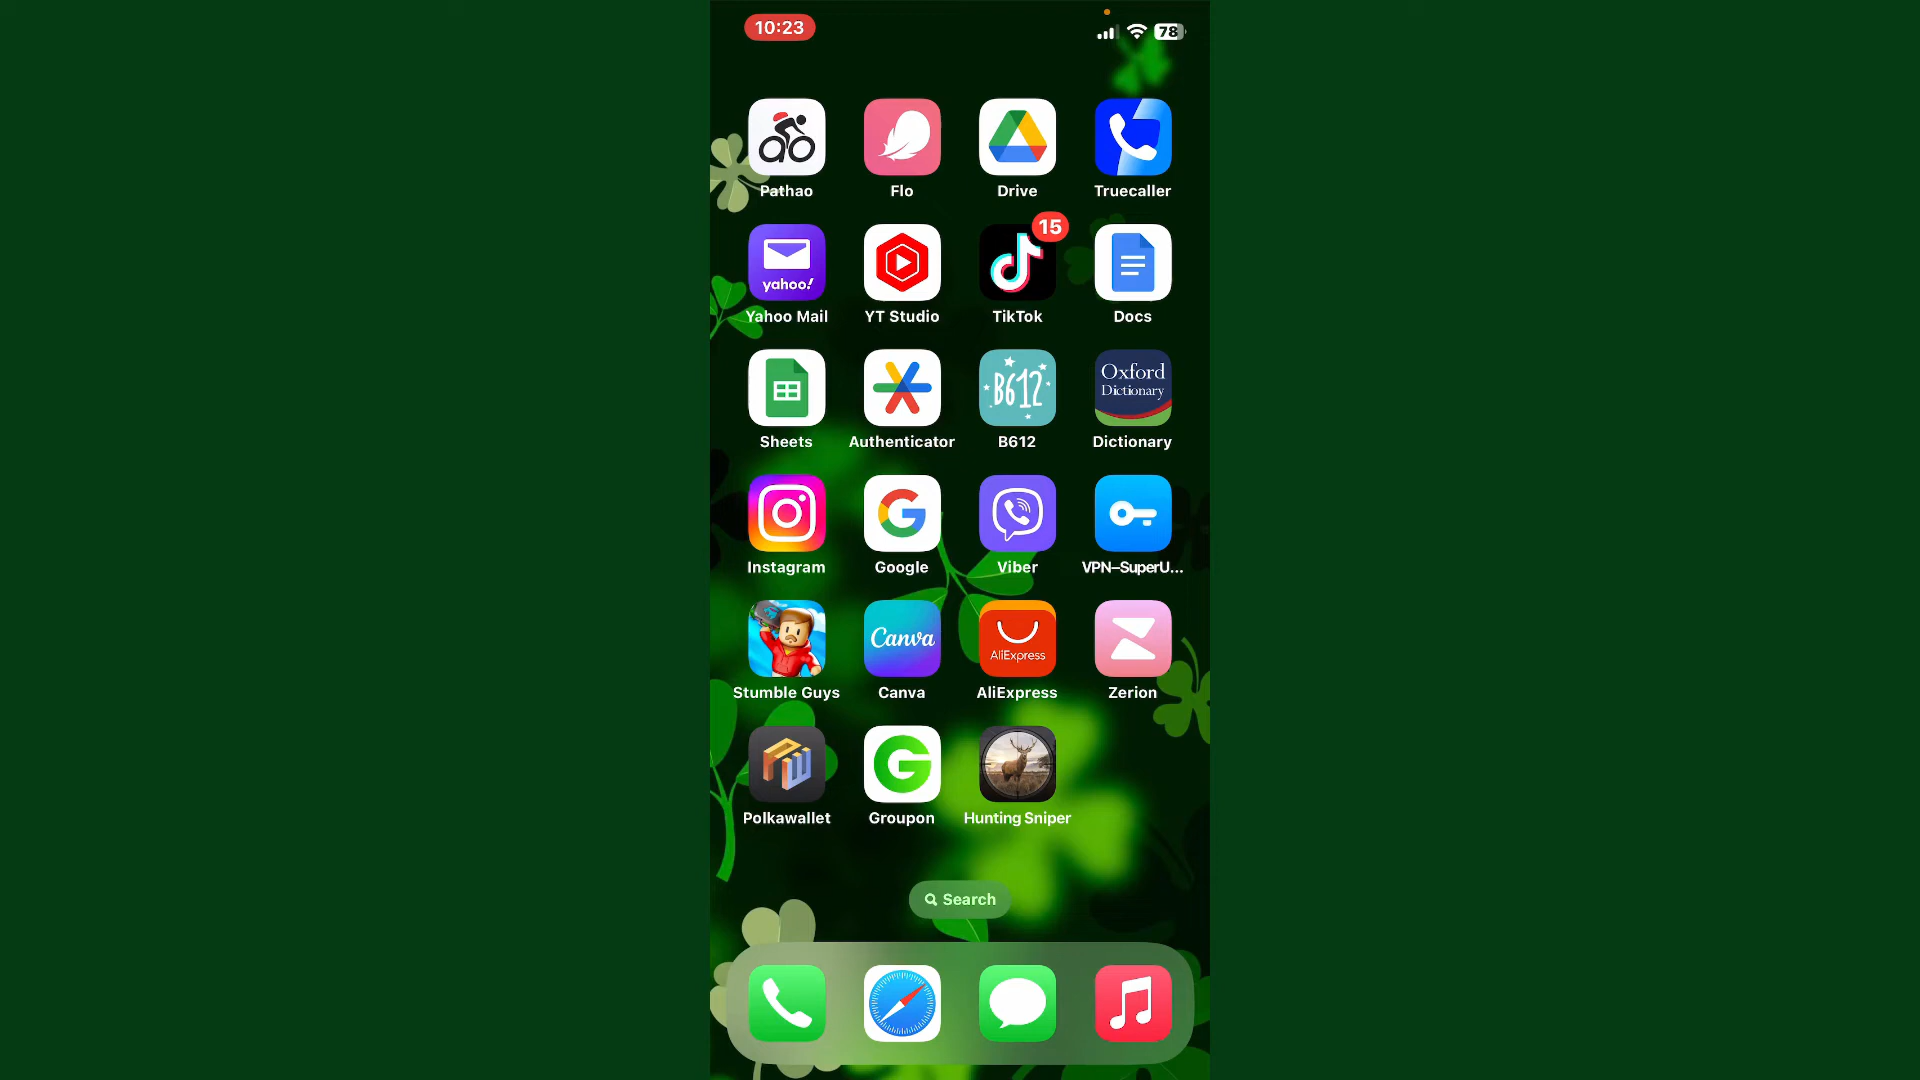 10:23
78
Pathao
Flo
Drive
Truecaller
yahoo!
15
Yahoo Mail
YT Studio
TikTok
Docs
B612
Oxford
Dictionary
Sheets
Authenticator
B612
Dictionary
Instagram
Google
Viber
VPN–SuperU...
Canva
AliExpress
Stumble Guys
Canva
AliExpress
Zerion
Polkawallet
Groupon
Hunting Sniper
Search